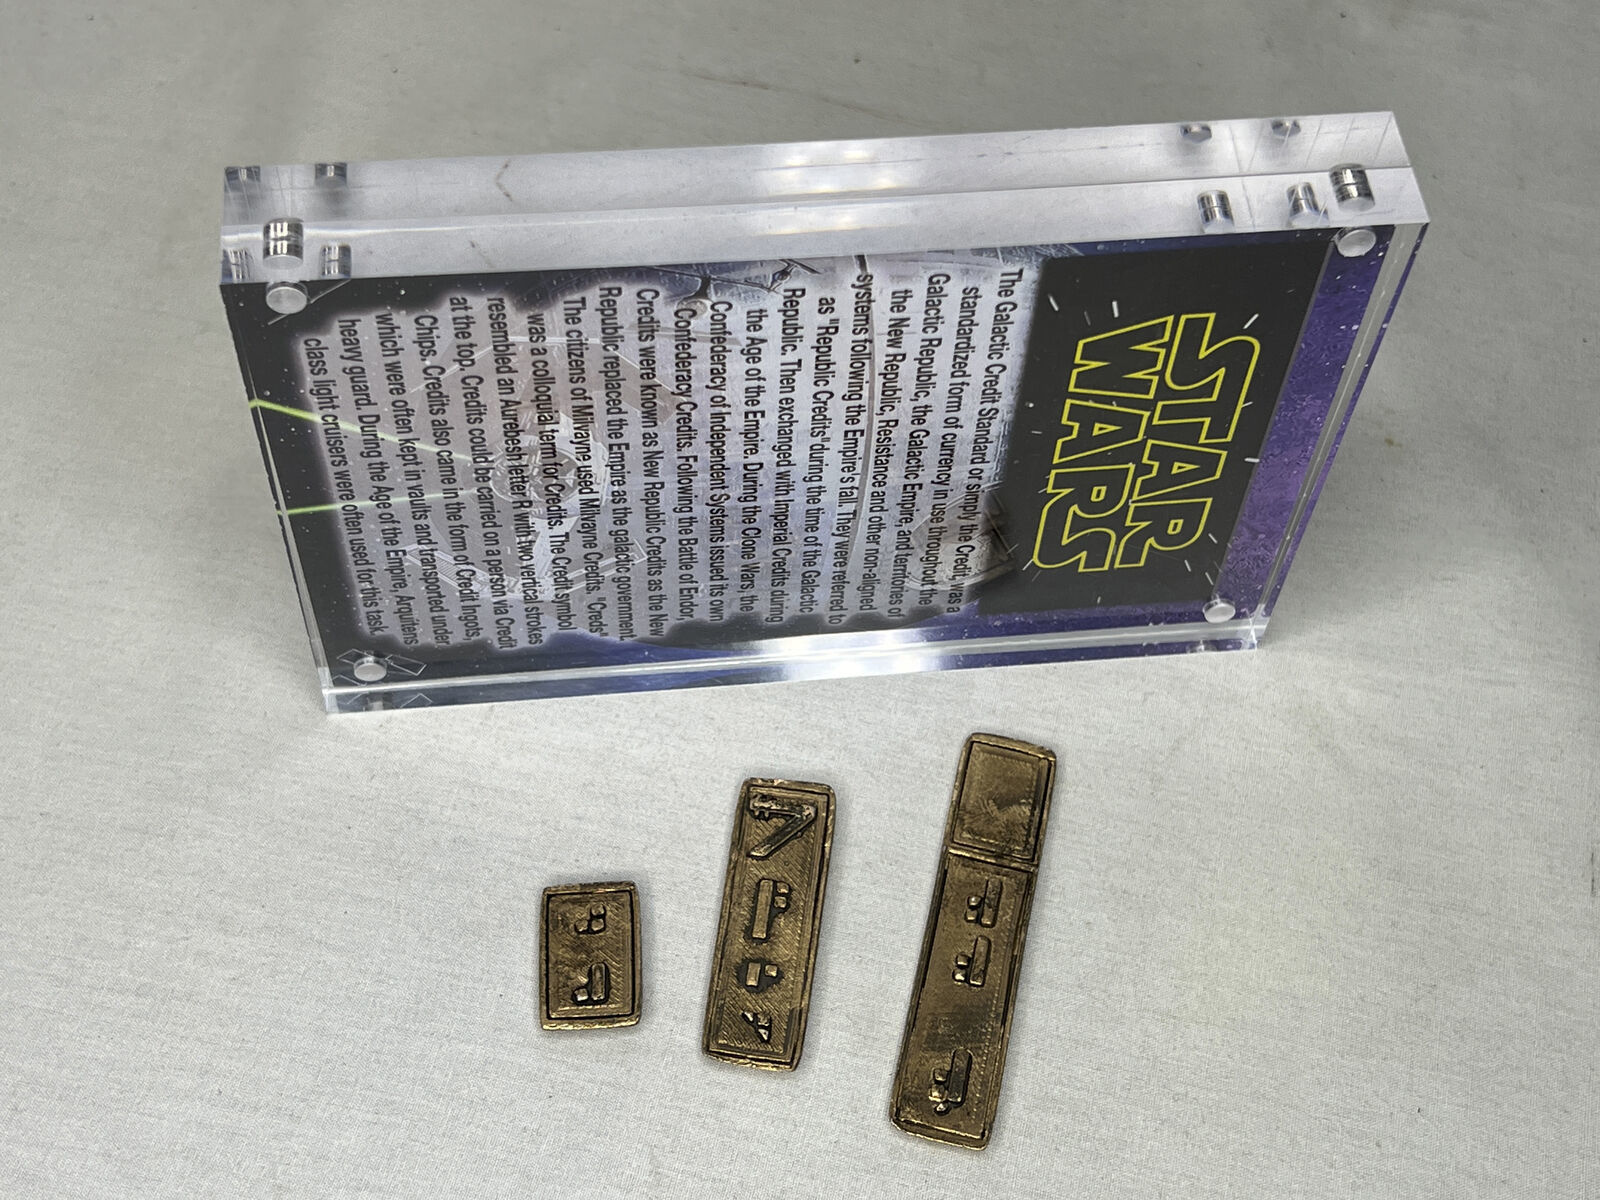 STAR
WARS
The Galactic Credit Standard or simply the Credit, was a
standardized form of currency in use throughout the
Galactic Republic, the Galactic Empire, and territories of
the New Republic, Resistance and other non-aligned
systems following the Empire's fall. They were referred to
as "Republic Credits" during the time of the Galactic
Republic. Then exchanged with Imperial Credits during
the Age of the Empire. During the Clone Wars, the
Confederacy of Independent Systems issued its own
Confederacy Credits. Following the Battle of Endor,
Credits were known as New Republic Credits as the New
Republic replaced the Empire as the galactic government.
The citizens of Milvayne used Milvayne Credits. "Creds"
was a colloquial term for Credits. The Credit symbol
resembled an Aurebesh letter R with two vertical strokes
at the top. Credits could be carried on a person via Credit
Chips. Credits also came in the form of Credit Ingots,
which were often kept in vaults and transported under
heavy guard. During the Age of the Empire, Arquitens
class light cruisers were often used for this task.